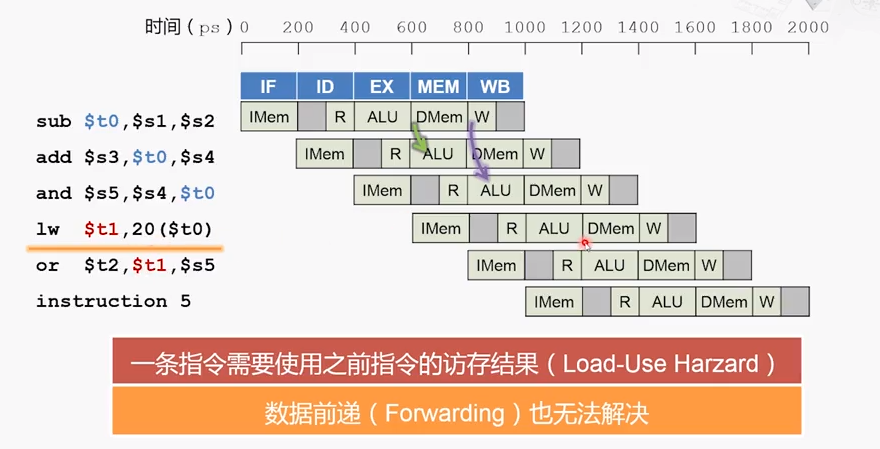 时间（ps） 0 200 400 600 800 1000 1200 1400 1600 1800 2000
IF ID EX MEM WB
sub $t0,$s1,$s2 IMem R ALU DMem W
add $s3,$t0,$s4 IMem R ALU DMem W
and $s5,$s4,$t0 IMem R ALU DMem W
lw $t1,20($t0) IMem R ALU DMem W
or $t2,$t1,$s5 IMem R ALU DMem W
instruction 5 IMem R ALU DMem W
一条指令需要使用之前指令的访存结果（Load-Use Harzard）
数据前递（Forwarding）也无法解决